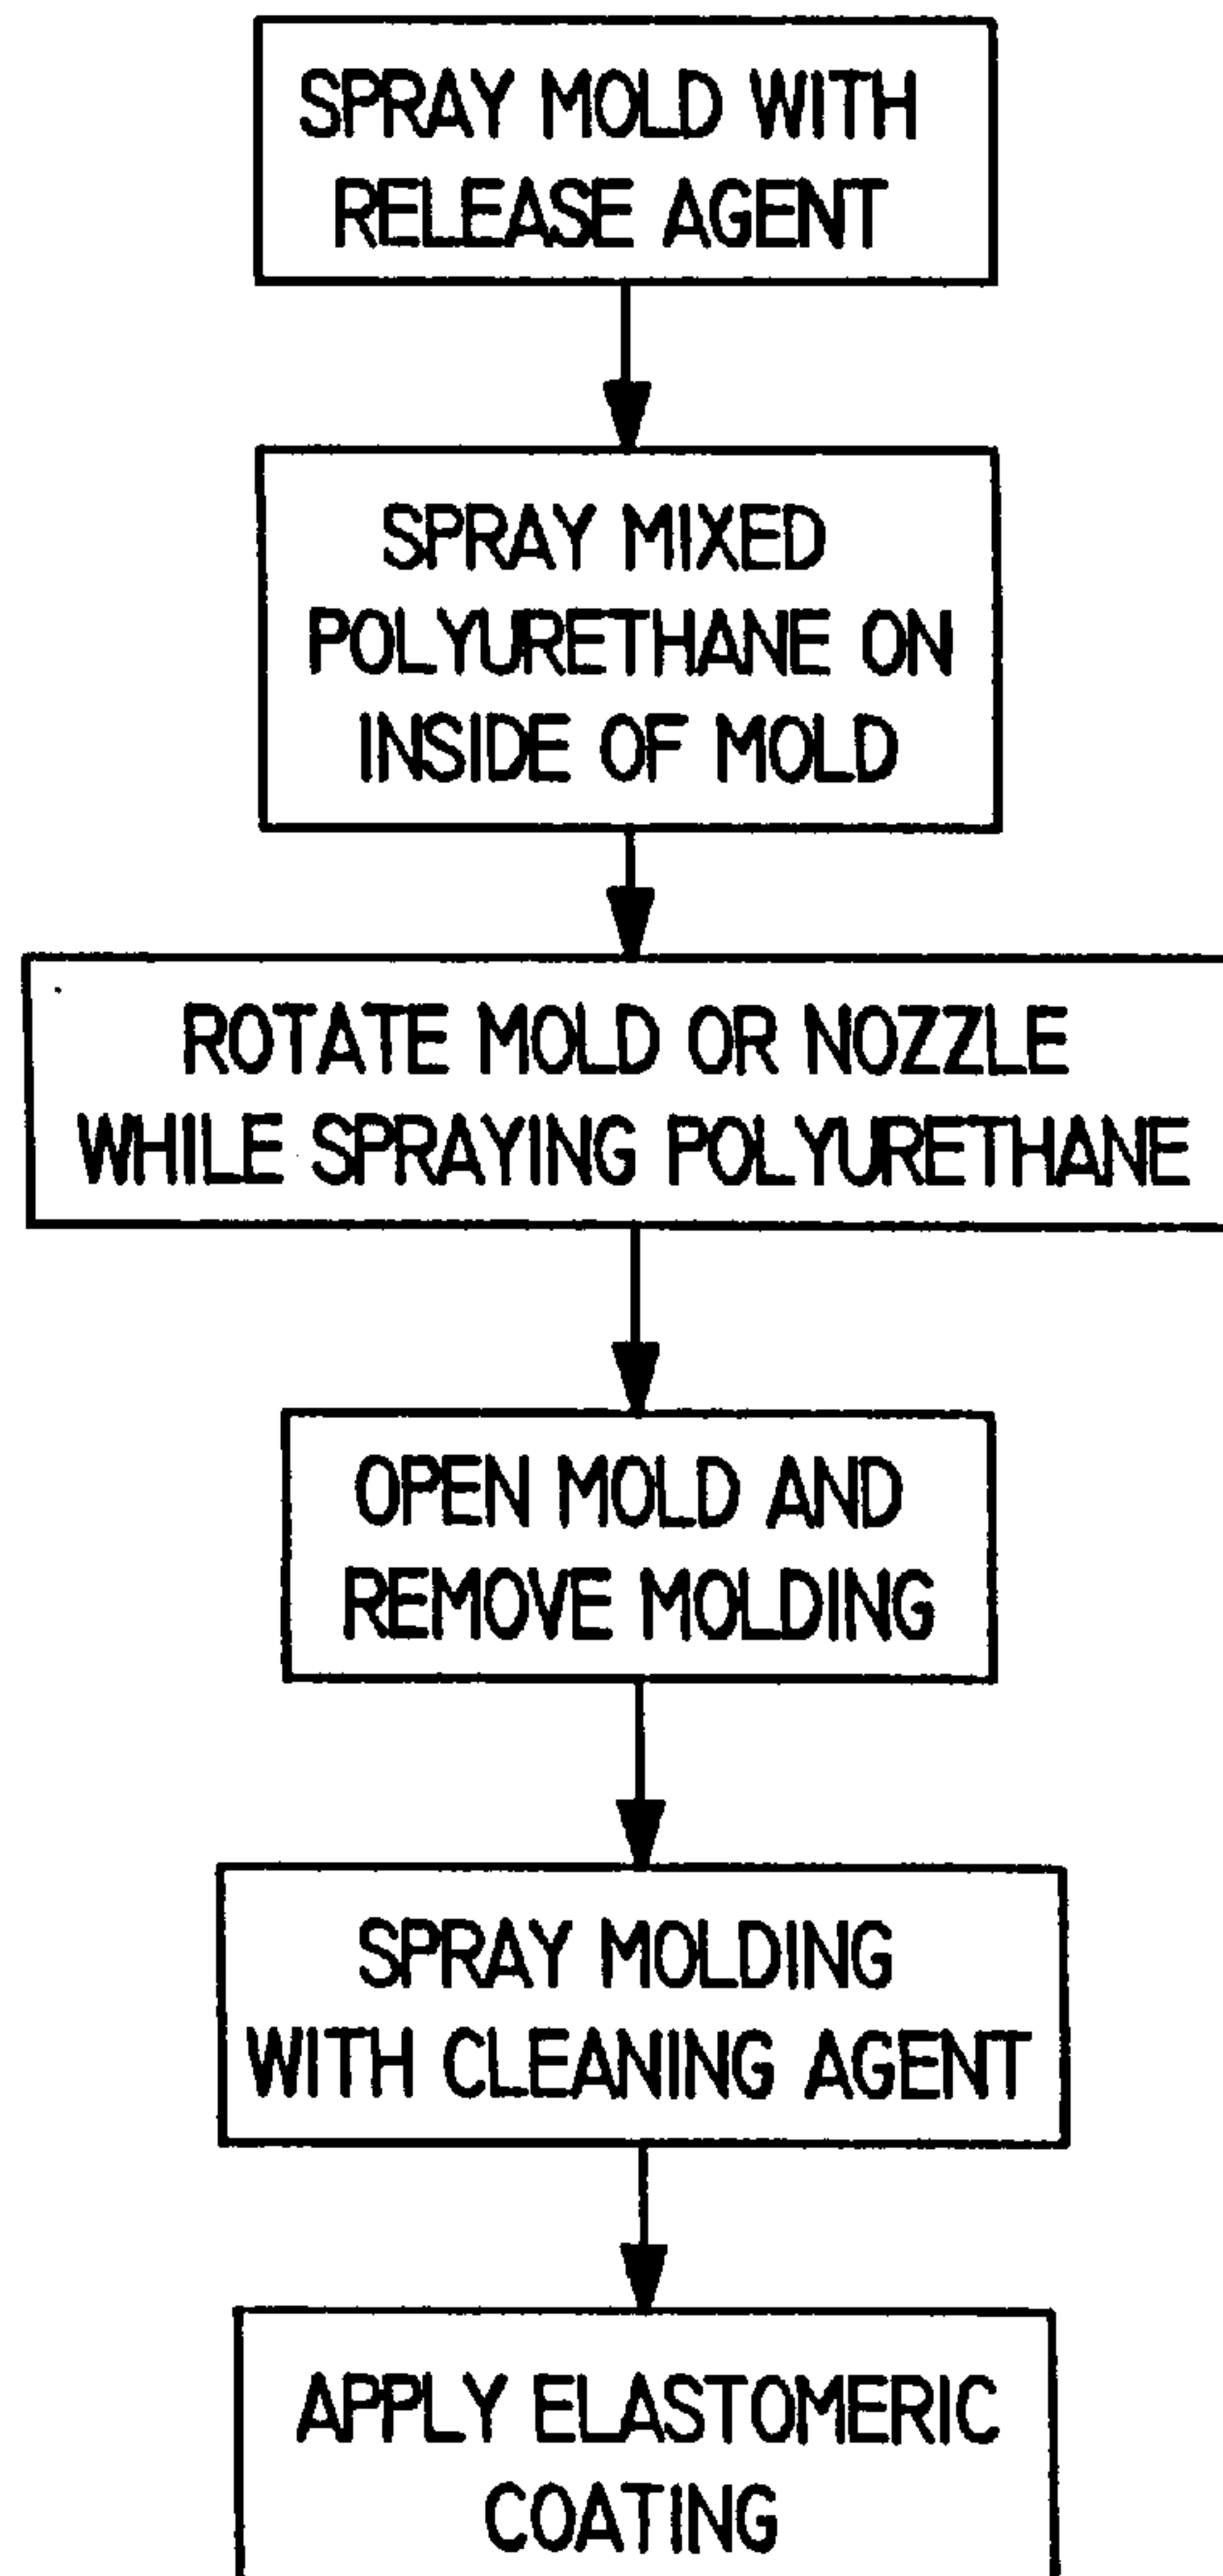 SPRAY MOLD WITH
RELEASE AGENT
SPRAY MIXED
POLYURETHANE ON
INSIDE OF MOLD
ROTATE MOLD OR NOZZLE
WHILE SPRAYING POLYURETHANE
OPEN MOLD AND
REMOVE MOLDING
SPRAY MOLDING
WITH CLEANING AGENT
APPLY ELASTOMERIC
COATING